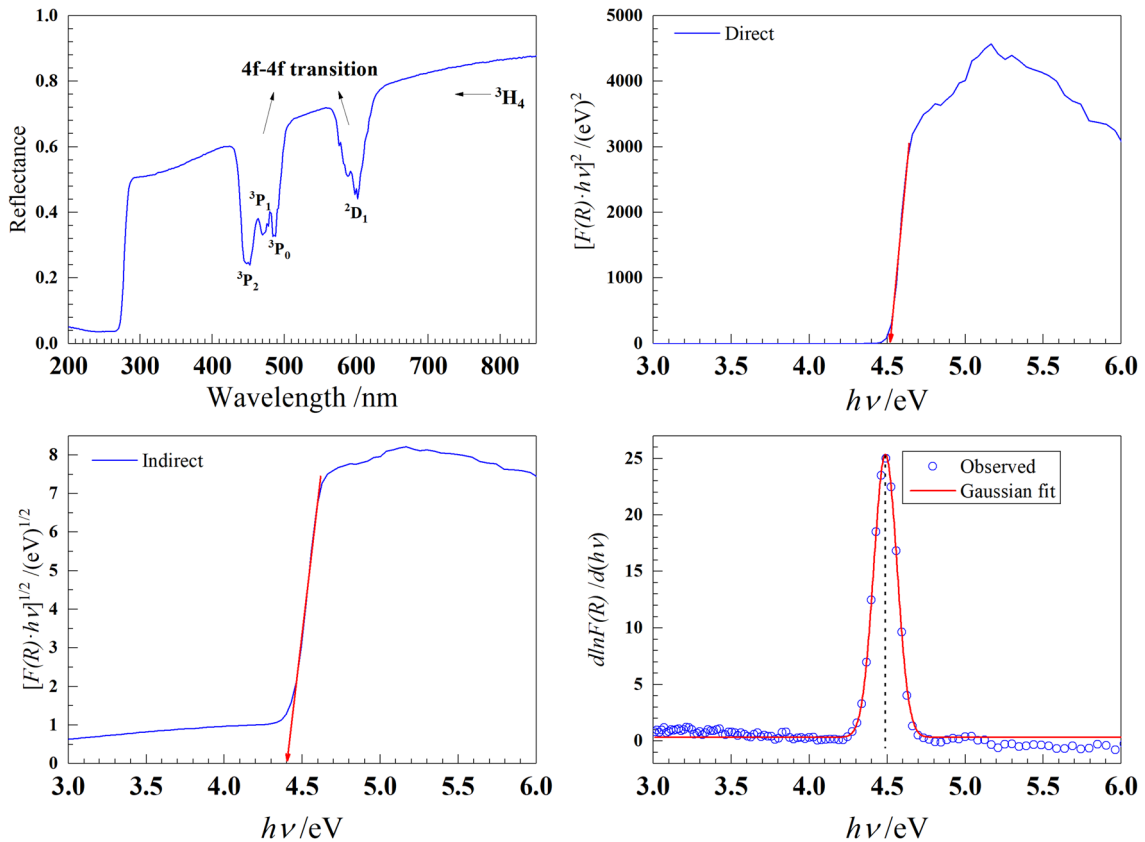 1.0
0.8
0.6
0.4
0.2
0.0
Reflectance
4f-4f transition
³H₄
³P₁
³P₀
³P₂
²D₁
200 300 400 500 600 700 800
Wavelength /nm
5000
4000
3000
2000
1000
0
[F(R)·hν]² /(eV)²
Direct
3.0 3.5 4.0 4.5 5.0 5.5 6.0
hν /eV
8
7
6
5
4
3
2
1
0
[F(R)·hν]^1/2 /(eV)^1/2
Indirect
3.0 3.5 4.0 4.5 5.0 5.5 6.0
hν /eV
25
20
15
10
5
0
dlnF(R) /d(hν)
Observed
Gaussian fit
3.0 3.5 4.0 4.5 5.0 5.5 6.0
hν /eV